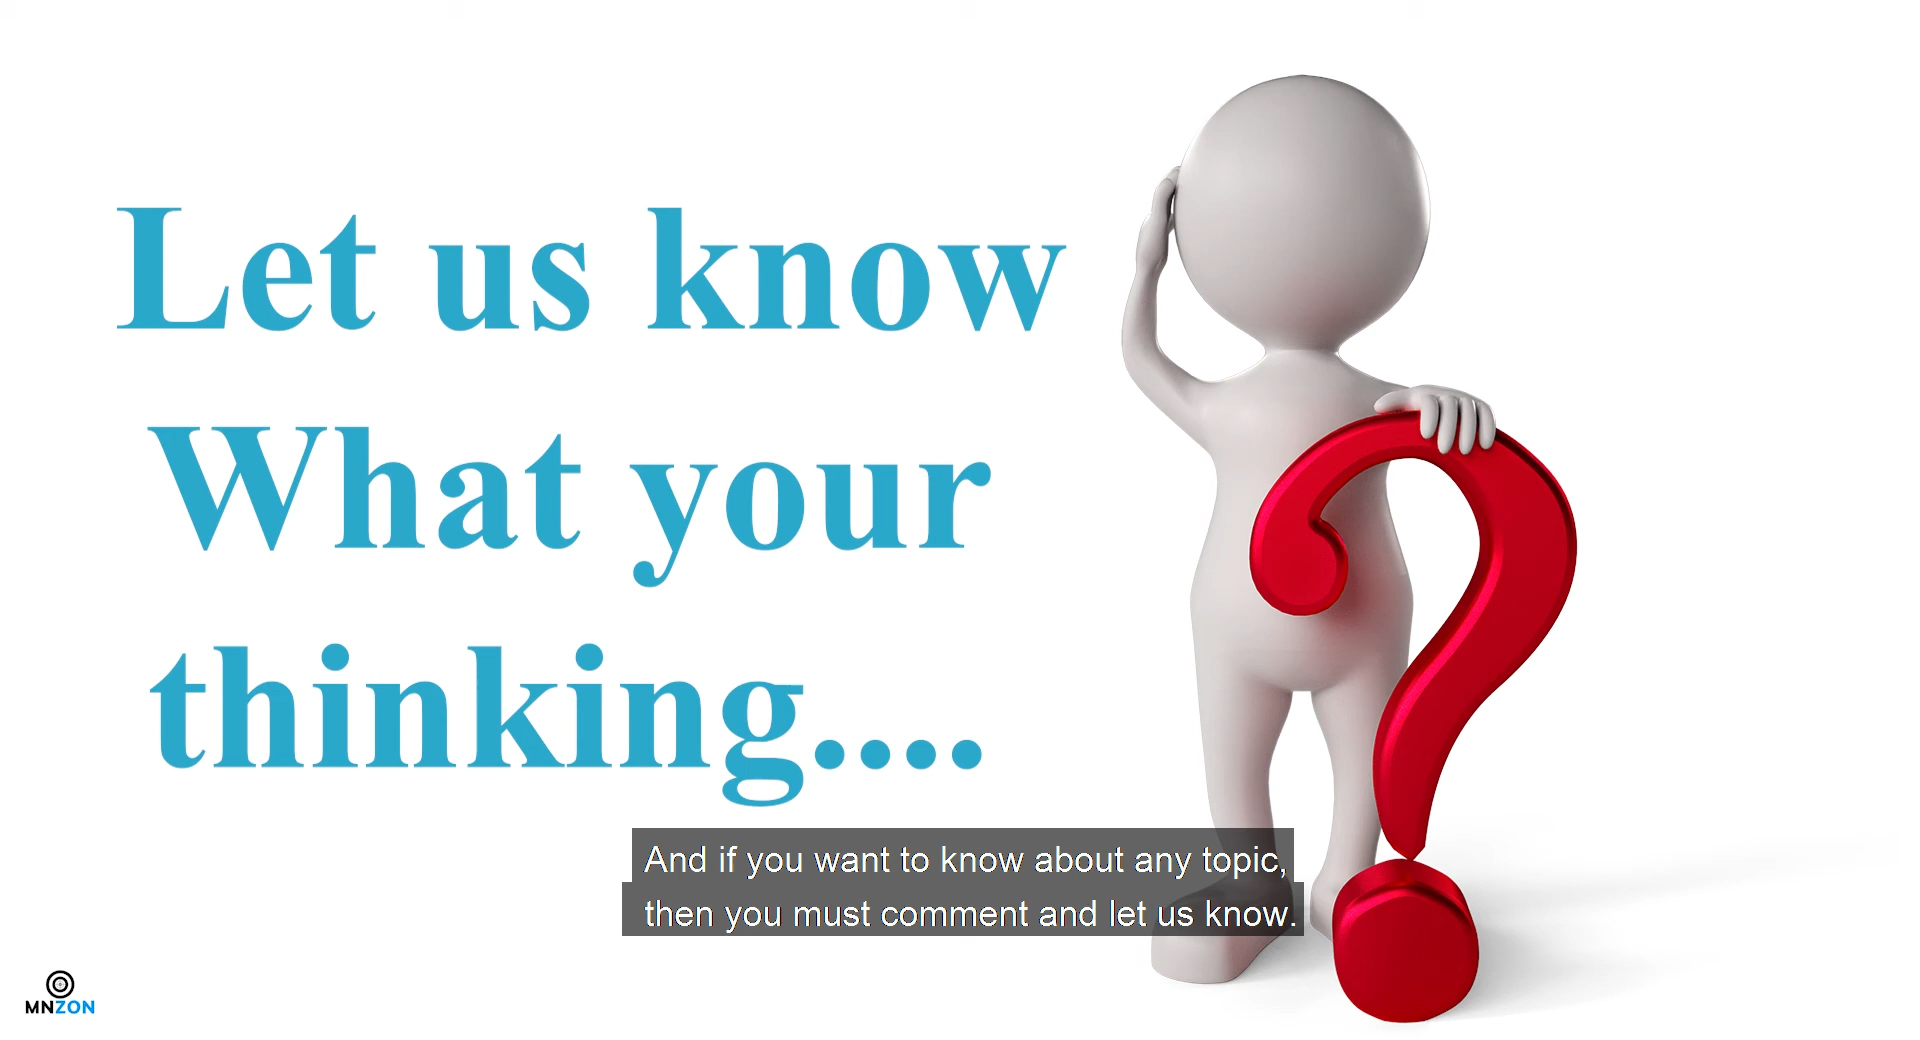 Let us know
What your
thinking....
And if you want to know about any topic,
then you must comment and let us know.
MNZON